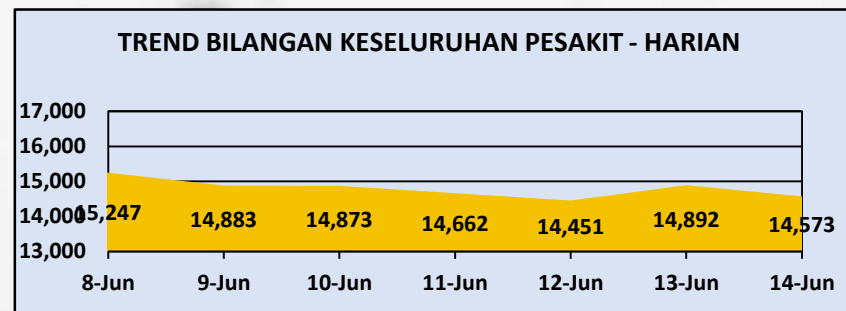 TREND BILANGAN KESELURUHAN PESAKIT - HARIAN
17,000
16,000
15,000
14,000
13,000
15,247
14,883
14,873
14,662
14,451
14,892
14,573
8-Jun
9-Jun
10-Jun
11-Jun
12-Jun
13-Jun
14-Jun